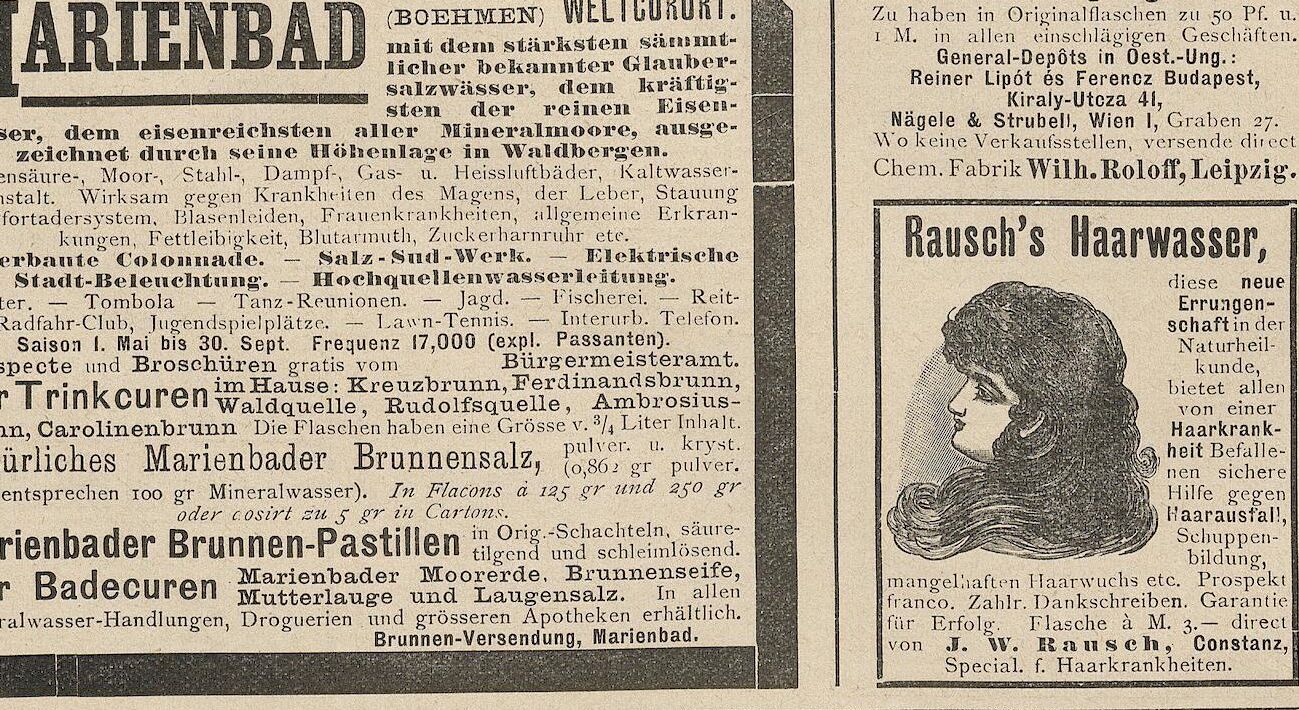 MARIENBAD
(BOEHMEN) WELTCURORT.
mit dem stärksten sämmt-
licher bekannter Glauber-
salzwässer, dem kräftig-
sten der reinen Eisen-
ser, dem eisenreichsten aller Mineralmoore, ausge-
zeichnet durch seine Höhenlage in Waldbergen.
ensäure-, Moor-, Stahl-, Dampf-, Gas- u. Heissluftbäder, Kaltwasser-
nstalt. Wirksam gegen Krankheiten des Magens, der Leber, Stauung
fortadersystem, Blasenleiden, Frauenkrankheiten, allgemeine Erkran-
kungen, Fettleibigkeit, Blutarmuth, Zuckerharnruhr etc.
erbaute Colonnade. — Salz-Sud-Werk. — Elektrische
Stadt-Beleuchtung. — Hochquellenwasserleitung.
ter. — Tombola — Tanz-Reunionen. — Jagd. — Fischerei. — Reit-
Radfahr-Club, Jugendspielplätze. — Lawn-Tennis. — Interurb. Telefon.
Saison 1. Mai bis 30. Sept. Frequenz 17,000 (expl. Passanten).
specte und Broschüren gratis vom Bürgermeisteramt.
r Trinkcuren im Hause: Kreuzbrunn, Ferdinandsbrunn,
Waldquelle, Rudolfsquelle, Ambrosius-
nn, Carolinenbrunn Die Flaschen haben eine Grösse v. ¾ Liter Inhalt.
ürliches Marienbader Brunnensalz, pulver. u. kryst.
(0,862 gr pulver.
entsprechen 100 gr Mineralwasser). In Flacons à 125 gr und 250 gr
oder dosirt zu 5 gr in Cartons.
rienbader Brunnen-Pastillen in Orig.-Schachteln, säure-
tilgend und schleimlösend.
r Badecuren Marienbader Moorerde, Brunnenseife,
Mutterlauge und Laugensalz. In allen
ralwasser-Handlungen, Droguerien und grösseren Apotheken erhältlich.
Brunnen-Versendung, Marienbad.
Zu haben in Originalflaschen zu 50 Pf. u.
1 M. in allen einschlägigen Geschäften.
General-Depôts in Oest.-Ung.:
Reiner Lipót és Ferencz Budapest,
Kiraly-Utcza 41,
Nägele & Strubell, Wien I, Graben 27.
Wo keine Verkaufsstellen, versende direct
Chem. Fabrik Wilh. Roloff, Leipzig.
Rausch's Haarwasser,
diese neue
Errungen-
schaft in der
Naturheil-
kunde,
bietet allen
von einer
Haarkrank-
heit Befalle-
nen sichere
Hilfe gegen
Haarausfall,
Schuppen-
bildung,
mangelhaften Haarwuchs etc. Prospekt
franco. Zahlr. Dankschreiben. Garantie
für Erfolg. Flasche à M. 3.— direct
von J. W. Rausch, Constanz,
Special. f. Haarkrankheiten.